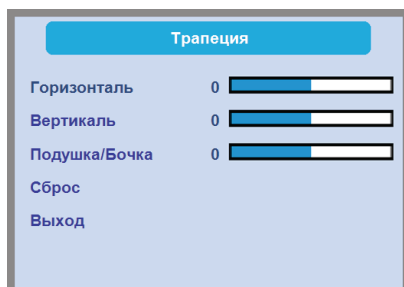 Трапеция
Горизонталь 0
Вертикаль 0
Подушка/Бочка 0
Сброс
Выход